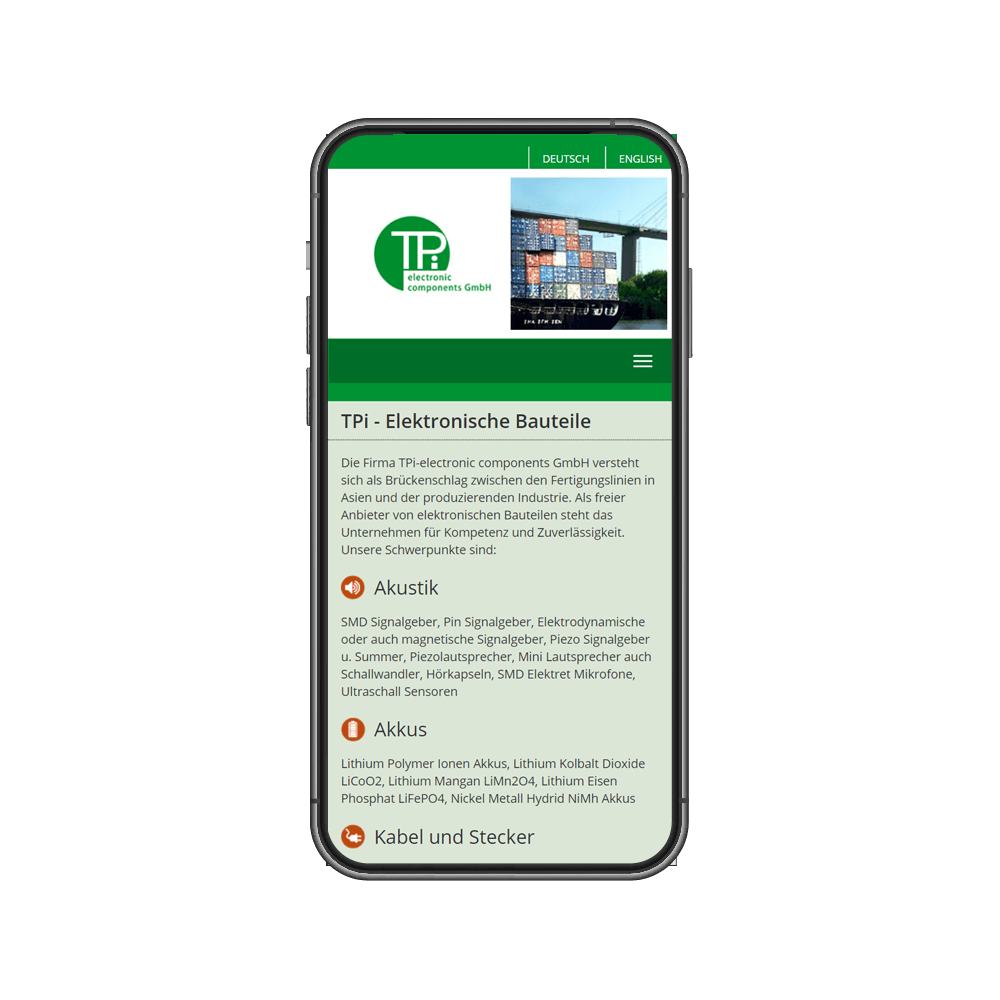 DEUTSCH
ENGLISH
TPi
electronic
components GmbH
TPi - Elektronische Bauteile
Die Firma TPi-electronic components GmbH versteht
sich als Brückenschlag zwischen den Fertigungslinien in
Asien und der produzierenden Industrie. Als freier
Anbieter von elektronischen Bauteilen steht das
Unternehmen für Kompetenz und Zuverlässigkeit.
Unsere Schwerpunkte sind:
Akustik
SMD Signalgeber, Pin Signalgeber, Elektrodynamische
oder auch magnetische Signalgeber, Piezo Signalgeber
u. Summer, Piezolautsprecher, Mini Lautsprecher auch
Schallwandler, Hörkapseln, SMD Elektret Mikrofone,
Ultraschall Sensoren
Akkus
Lithium Polymer Ionen Akkus, Lithium Kolbalt Dioxide
LiCoO2, Lithium Mangan LiMn2O4, Lithium Eisen
Phosphat LiFePO4, Nickel Metall Hydrid NiMh Akkus
Kabel und Stecker